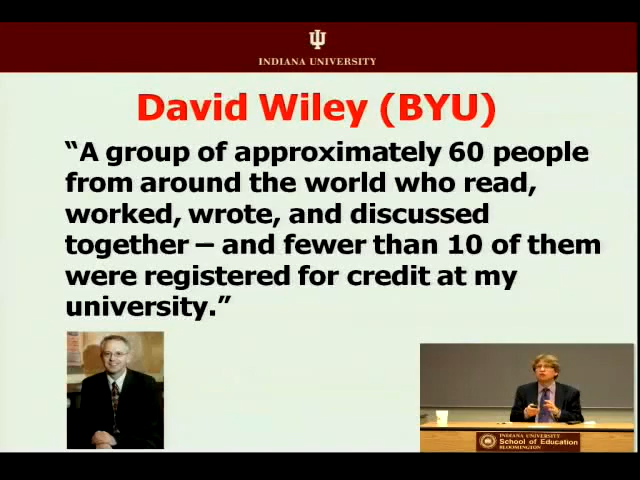 INDIANA UNIVERSITY
David Wiley (BYU)
“A group of approximately 60 people
from around the world who read,
worked, wrote, and discussed
together – and fewer than 10 of them
were registered for credit at my
university.”
INDIANA UNIVERSITY
School of Education
BLOOMINGTON